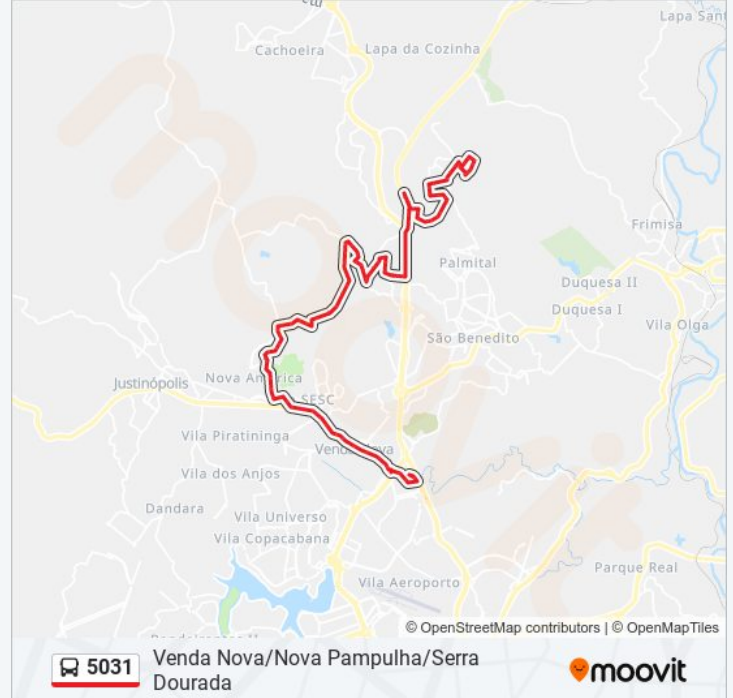 Lapa Sant
Cachoeira
Lapa da Cozinha
Frimisa
Palmital
Duquesa II
Duquesa I
Vila Olga
São Benedito
Justinópolis
Nova América
SESC
Vila Piratininga
Venda Nova
Vila dos Anjos
Dandara
Vila Universo
Vila Copacabana
Parque Real
Vila Aeroporto
© OpenStreetMap contributors | © OpenMapTiles
5031
Venda Nova/Nova Pampulha/Serra
Dourada
moovit